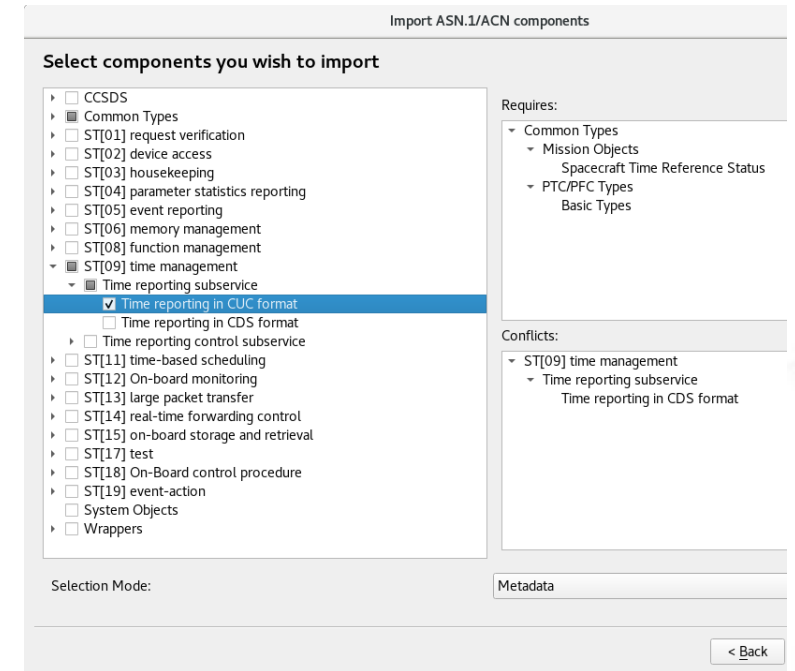 Import ASN.1/ACN components
Select components you wish to import
CCSDS
Common Types
ST[01] request verification
ST[02] device access
ST[03] housekeeping
ST[04] parameter statistics reporting
ST[05] event reporting
ST[06] memory management
ST[08] function management
ST[09] time management
Time reporting subservice
Time reporting in CUC format
Time reporting in CDS format
Time reporting control subservice
ST[11] time-based scheduling
ST[12] On-board monitoring
ST[13] large packet transfer
ST[14] real-time forwarding control
ST[15] on-board storage and retrieval
ST[17] test
ST[18] On-Board control procedure
ST[19] event-action
System Objects
Wrappers
Requires:
Common Types
Mission Objects
Spacecraft Time Reference Status
PTC/PFC Types
Basic Types
Conflicts:
ST[09] time management
Time reporting subservice
Time reporting in CDS format
Selection Mode:
Metadata
< Back